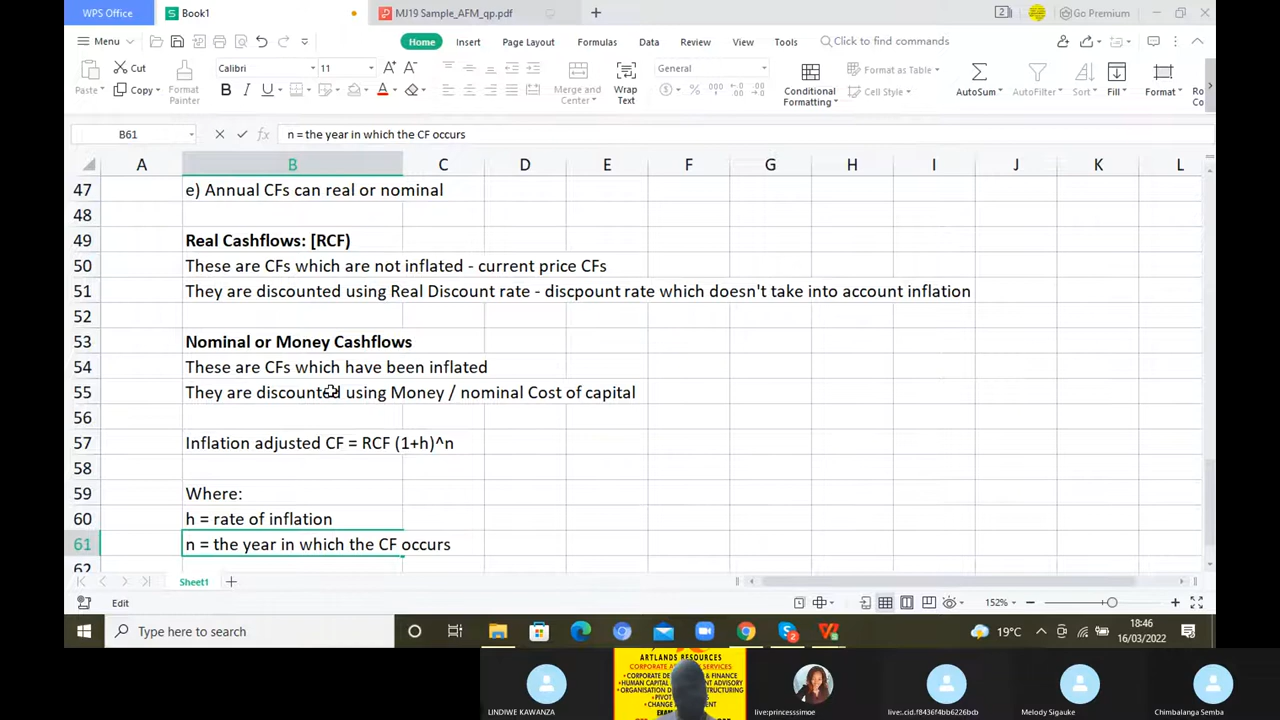 WPS Office
Book1
MJ19 Sample_AFM_qp.pdf
Go Premium
Menu
Home
Insert
Page Layout
Formulas
Data
Review
View
Tools
Click to find commands
Cut
Calibri
11
General
Format as Table
Paste
Copy
Format
Painter
Merge and
Center
Wrap
Text
Conditional
Formatting
Cell Style
AutoSum
AutoFilter
Sort
Fill
Format
B61
n = the year in which the CF occurs
A B C D E F G H I J K L
47 e) Annual CFs can real or nominal
48
49 Real Cashflows: [RCF)
50 These are CFs which are not inflated - current price CFs
51 They are discounted using Real Discount rate - discpount rate which doesn't take into account inflation
52
53 Nominal or Money Cashflows
54 These are CFs which have been inflated
55 They are discounted using Money / nominal Cost of capital
56
57 Inflation adjusted CF = RCF (1+h)^n
58
59 Where:
60 h = rate of inflation
61 n = the year in which the CF occurs
62
Sheet1
Edit
152%
Type here to search
19°C
18:46
16/03/2022
ARTLANDS RESOURCES
LINDIWE KAWANZA
live:princesssimoe
live:.cid.f8436f4bb6226bcb
Melody Sigauke
Chimbalanga Semba